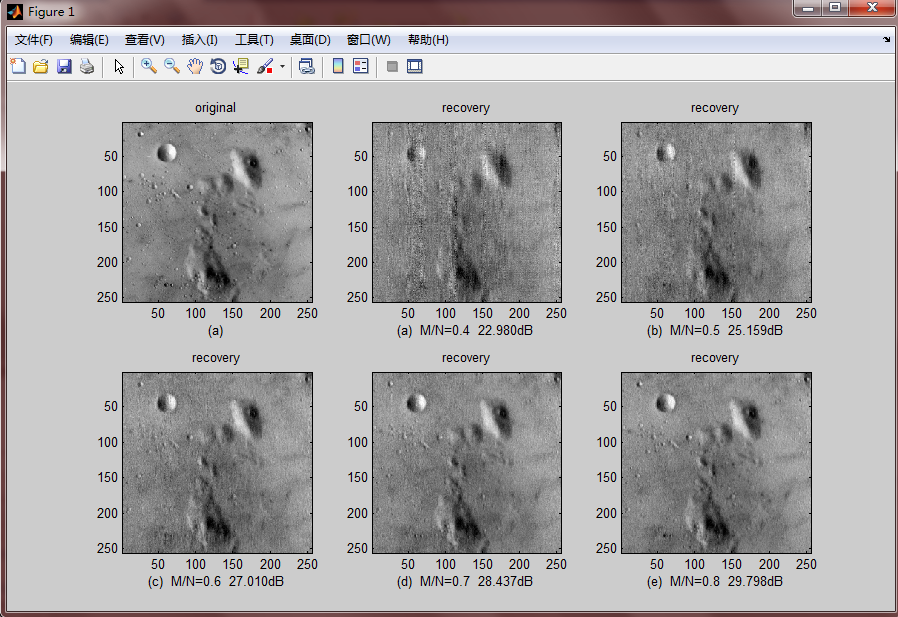 Figure 1
文件(F) 编辑(E) 查看(V) 插入(I) 工具(T) 桌面(D) 窗口(W) 帮助(H)
original
50
100
150
200
250
50 100 150 200 250
(a)
recovery
50
100
150
200
250
50 100 150 200 250
(a) M/N=0.4 22.980dB
recovery
50
100
150
200
250
50 100 150 200 250
(b) M/N=0.5 25.159dB
recovery
50
100
150
200
250
50 100 150 200 250
(c) M/N=0.6 27.010dB
recovery
50
100
150
200
250
50 100 150 200 250
(d) M/N=0.7 28.437dB
recovery
50
100
150
200
250
50 100 150 200 250
(e) M/N=0.8 29.798dB